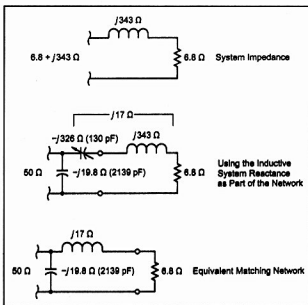 j343 Ω
6.8 + j343 Ω
6.8 Ω
System Impedance
j17 Ω
–j326 Ω (130 pF)
j343 Ω
50 Ω
–j19.8 Ω (2139 pF)
6.8 Ω
Using the Inductive
System Reactance
as Part of the Network
j17 Ω
50 Ω
–j19.8 Ω (2139 pF)
6.8 Ω
Equivalent Matching Network